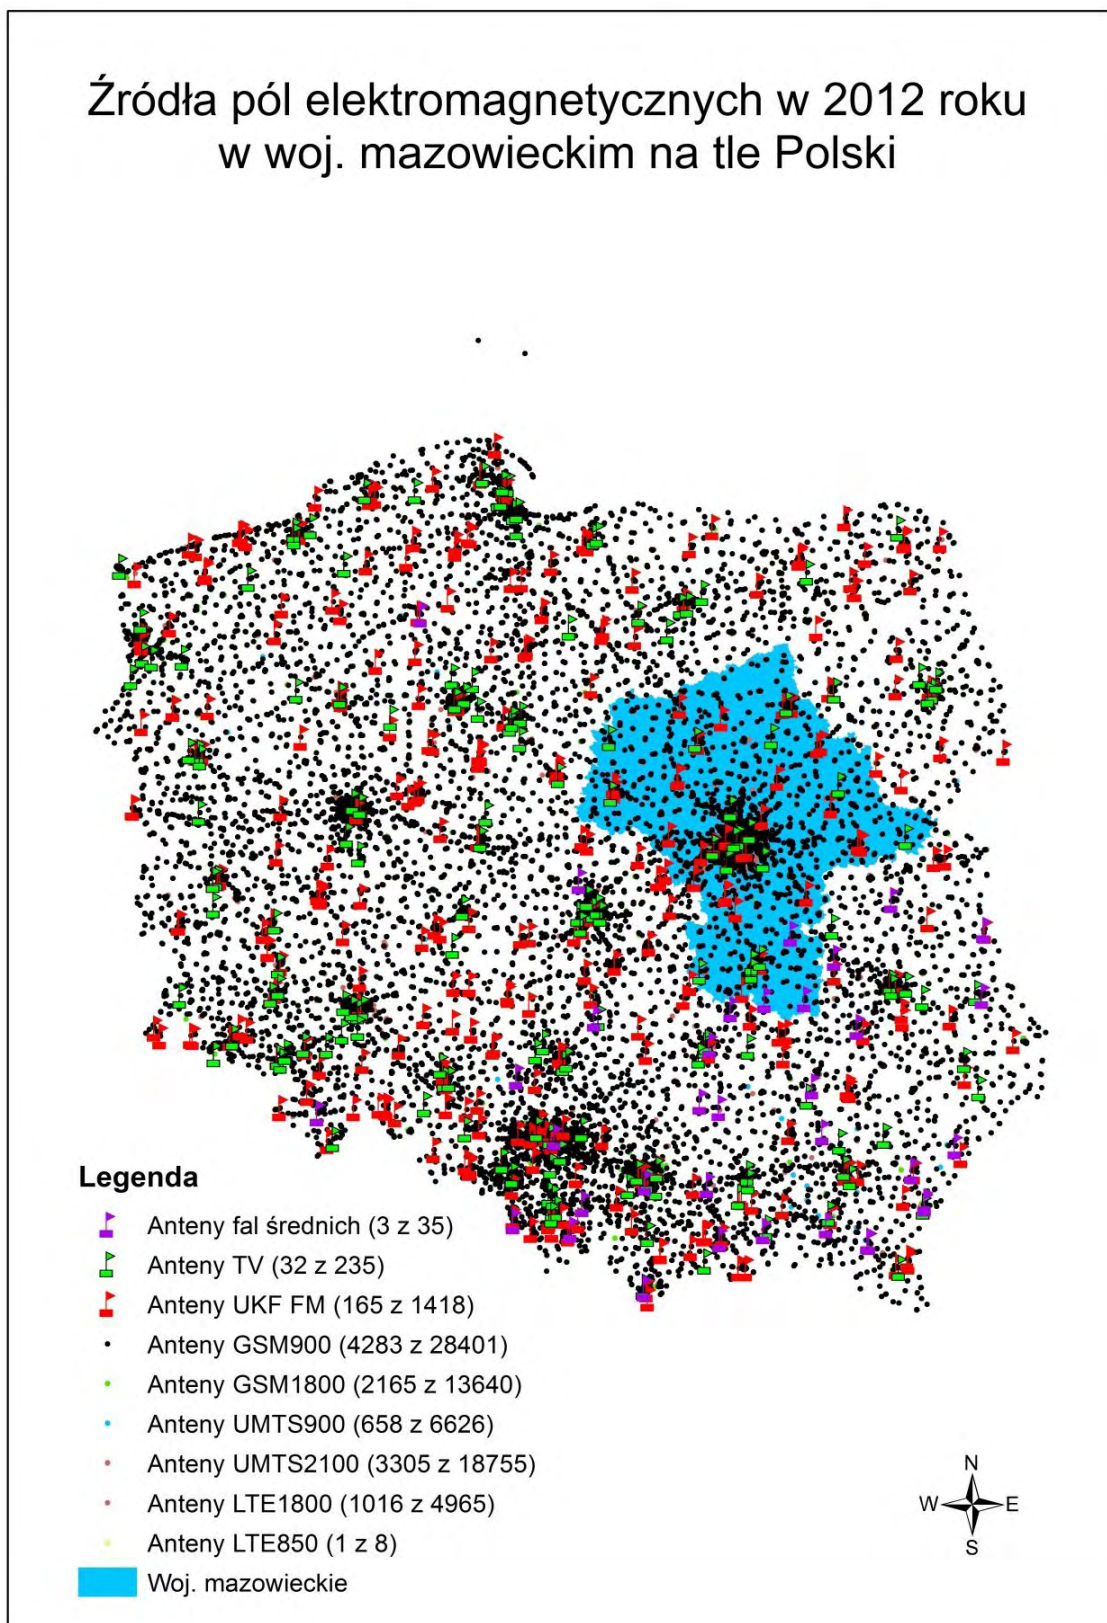 Źródła pól elektromagnetycznych w 2012 roku
w woj. mazowieckim na tle Polski
Legenda
Anteny fal średnich (3 z 35)
Anteny TV (32 z 235)
Anteny UKF FM (165 z 1418)
Anteny GSM900 (4283 z 28401)
Anteny GSM1800 (2165 z 13640)
Anteny UMTS900 (658 z 6626)
Anteny UMTS2100 (3305 z 18755)
Anteny LTE1800 (1016 z 4965)
Anteny LTE850 (1 z 8)
Woj. mazowieckie
N
W E
S